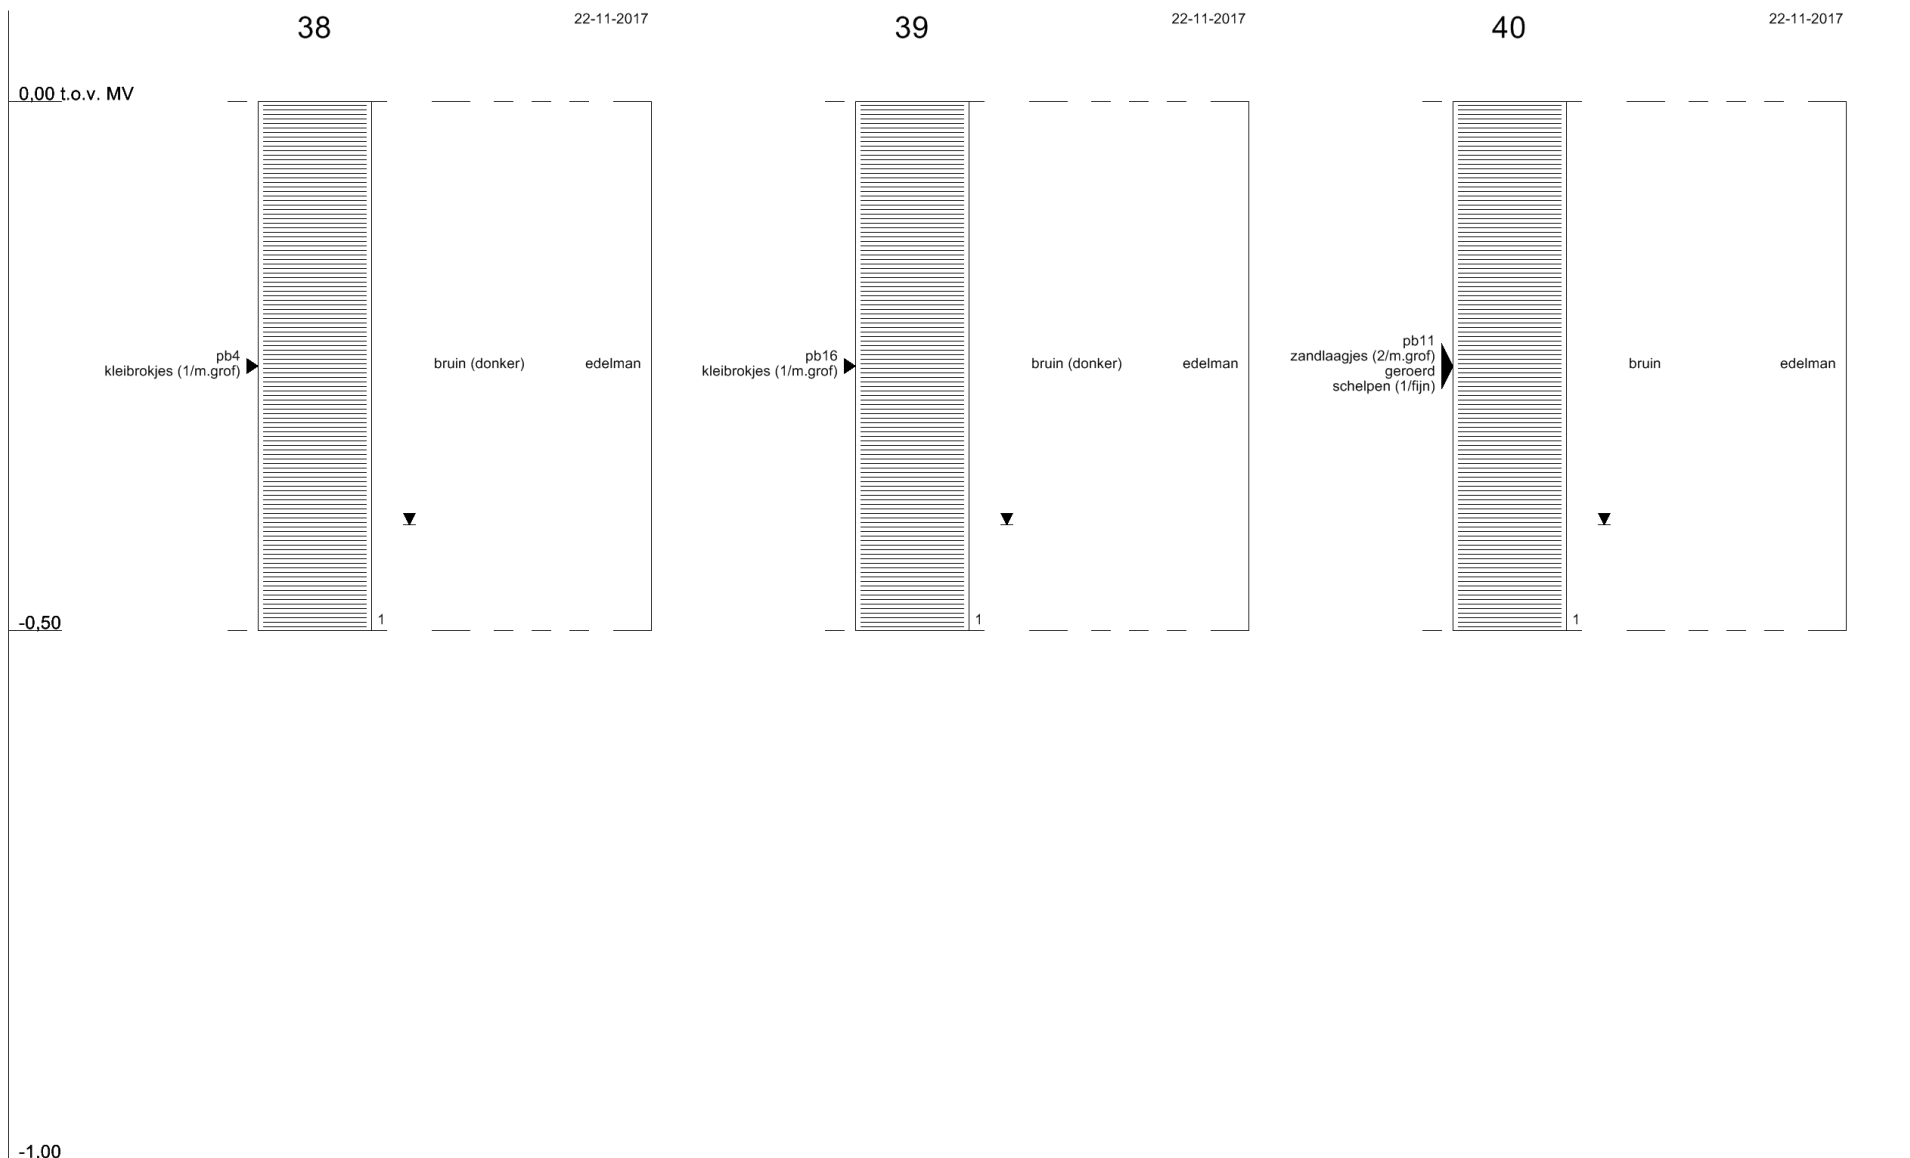 38
22-11-2017
39
22-11-2017
40
22-11-2017
0,00 t.o.v. MV
pb4
kleibrokjes (1/m.grof)
bruin (donker)
edelman
1
pb16
kleibrokjes (1/m.grof)
bruin (donker)
edelman
1
pb11
zandlaagjes (2/m.grof)
geroerd
schelpen (1/fijn)
bruin
edelman
1
-0,50
-1,00